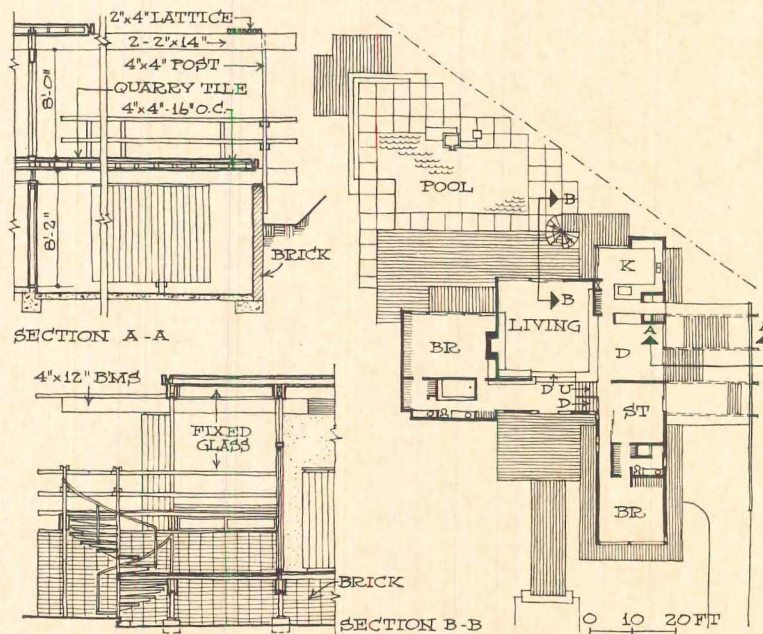 2"x4" LATTICE
2-2"x14"
4"x4" POST
QUARRY TILE
4"x4"-16" O.C.
8'-0"
8'-2"
BRICK
SECTION A-A
4"x12" BMS
FIXED
GLASS
BRICK
SECTION B-B
POOL
B
B
K
LIVING
BR
A
A
D
D U
D
ST
BR
0 10 20 FT